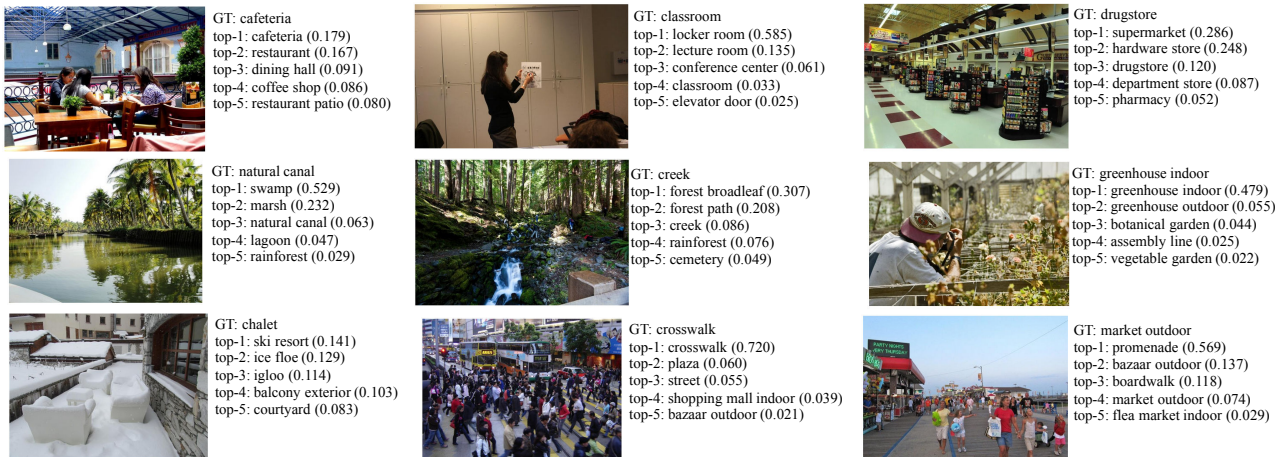 GT: cafeteria
top-1: cafeteria (0.179)
top-2: restaurant (0.167)
top-3: dining hall (0.091)
top-4: coffee shop (0.086)
top-5: restaurant patio (0.080)
GT: classroom
top-1: locker room (0.585)
top-2: lecture room (0.135)
top-3: conference center (0.061)
top-4: classroom (0.033)
top-5: elevator door (0.025)
GT: drugstore
top-1: supermarket (0.286)
top-2: hardware store (0.248)
top-3: drugstore (0.120)
top-4: department store (0.087)
top-5: pharmacy (0.052)
GT: natural canal
top-1: swamp (0.529)
top-2: marsh (0.232)
top-3: natural canal (0.063)
top-4: lagoon (0.047)
top-5: rainforest (0.029)
GT: creek
top-1: forest broadleaf (0.307)
top-2: forest path (0.208)
top-3: creek (0.086)
top-4: rainforest (0.076)
top-5: cemetery (0.049)
GT: greenhouse indoor
top-1: greenhouse indoor (0.479)
top-2: greenhouse outdoor (0.055)
top-3: botanical garden (0.044)
top-4: assembly line (0.025)
top-5: vegetable garden (0.022)
GT: chalet
top-1: ski resort (0.141)
top-2: ice floe (0.129)
top-3: igloo (0.114)
top-4: balcony exterior (0.103)
top-5: courtyard (0.083)
GT: crosswalk
top-1: crosswalk (0.720)
top-2: plaza (0.060)
top-3: street (0.055)
top-4: shopping mall indoor (0.039)
top-5: bazaar outdoor (0.021)
PARTY NIGHTS
EVERY THURSDAY
GT: market outdoor
top-1: promenade (0.569)
top-2: bazaar outdoor (0.137)
top-3: boardwalk (0.118)
top-4: market outdoor (0.074)
top-5: flea market indoor (0.029)